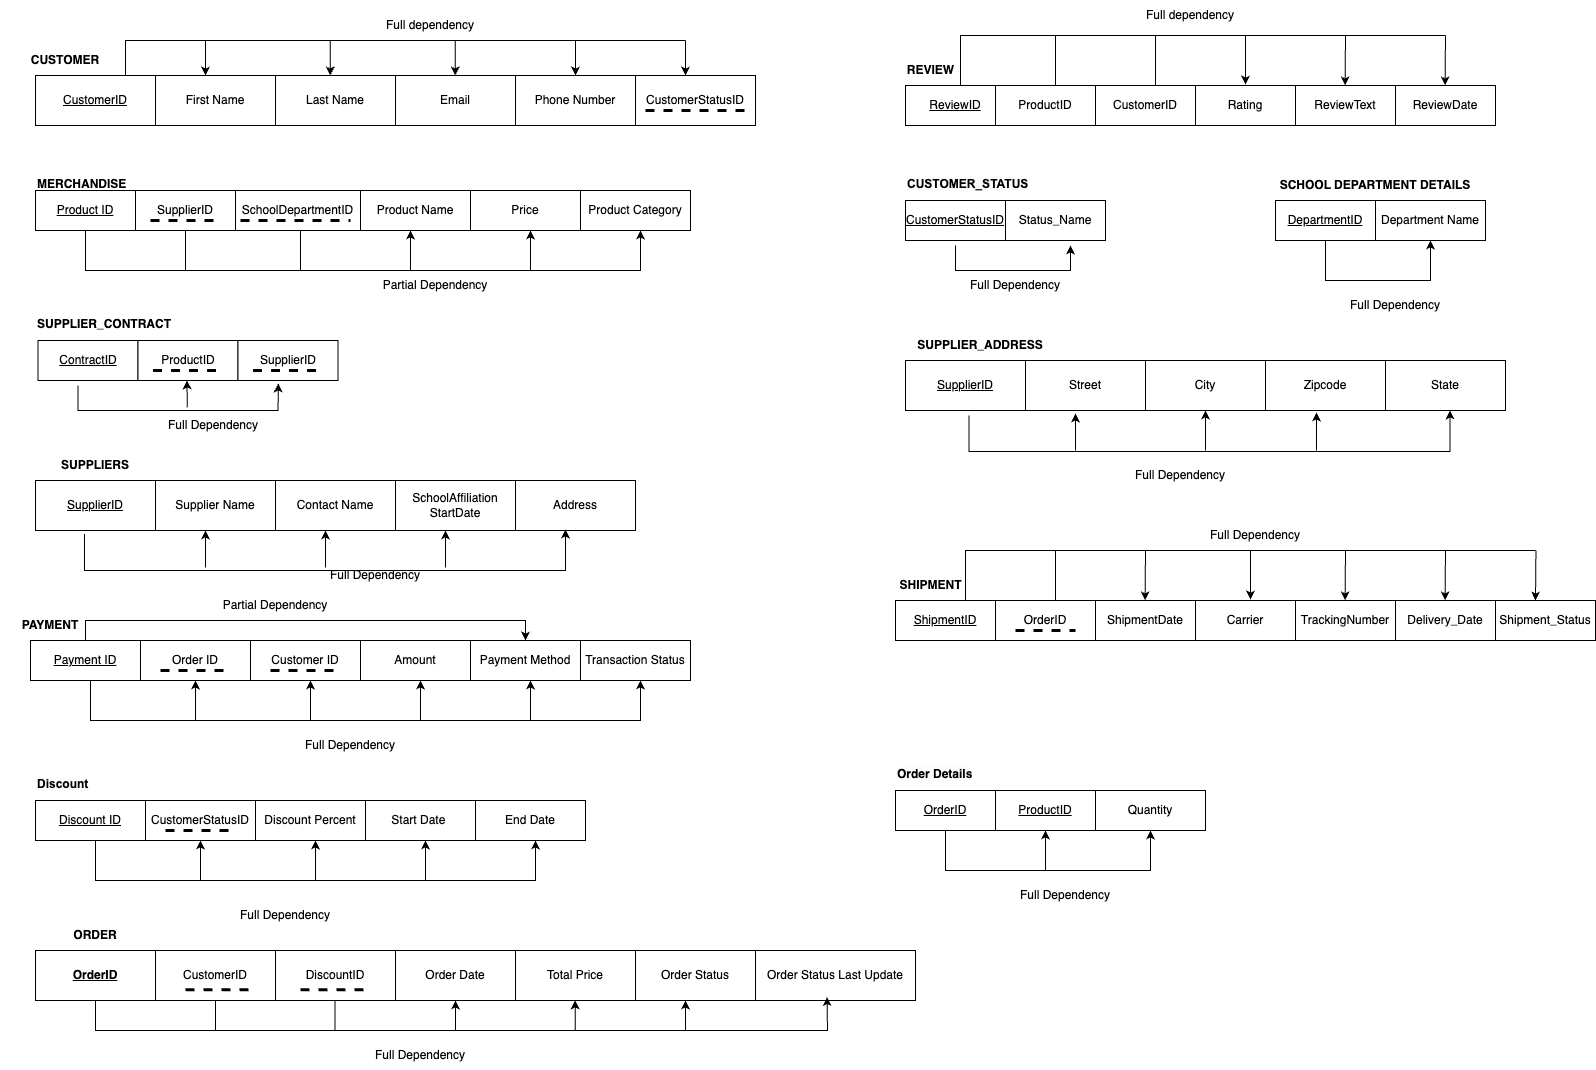 Full dependency
CUSTOMER
CustomerID
First Name
Last Name
Email
Phone Number
CustomerStatusID
MERCHANDISE
Product ID
SupplierID
SchoolDepartmentID
Product Name
Price
Product Category
Partial Dependency
SUPPLIER_CONTRACT
ContractID
ProductID
SupplierID
Full Dependency
SUPPLIERS
SupplierID
Supplier Name
Contact Name
SchoolAffiliation
StartDate
Address
Full Dependency
Partial Dependency
PAYMENT
Payment ID
Order ID
Customer ID
Amount
Payment Method
Transaction Status
Full Dependency
Discount
Discount ID
CustomerStatusID
Discount Percent
Start Date
End Date
Full Dependency
ORDER
OrderID
CustomerID
DiscountID
Order Date
Total Price
Order Status
Order Status Last Update
Full Dependency
Full dependency
REVIEW
ReviewID
ProductID
CustomerID
Rating
ReviewText
ReviewDate
CUSTOMER_STATUS
CustomerStatusID
Status_Name
Full Dependency
SCHOOL DEPARTMENT DETAILS
DepartmentID
Department Name
Full Dependency
SUPPLIER_ADDRESS
SupplierID
Street
City
Zipcode
State
Full Dependency
Full Dependency
SHIPMENT
ShipmentID
OrderID
ShipmentDate
Carrier
TrackingNumber
Delivery_Date
Shipment_Status
Order Details
OrderID
ProductID
Quantity
Full Dependency